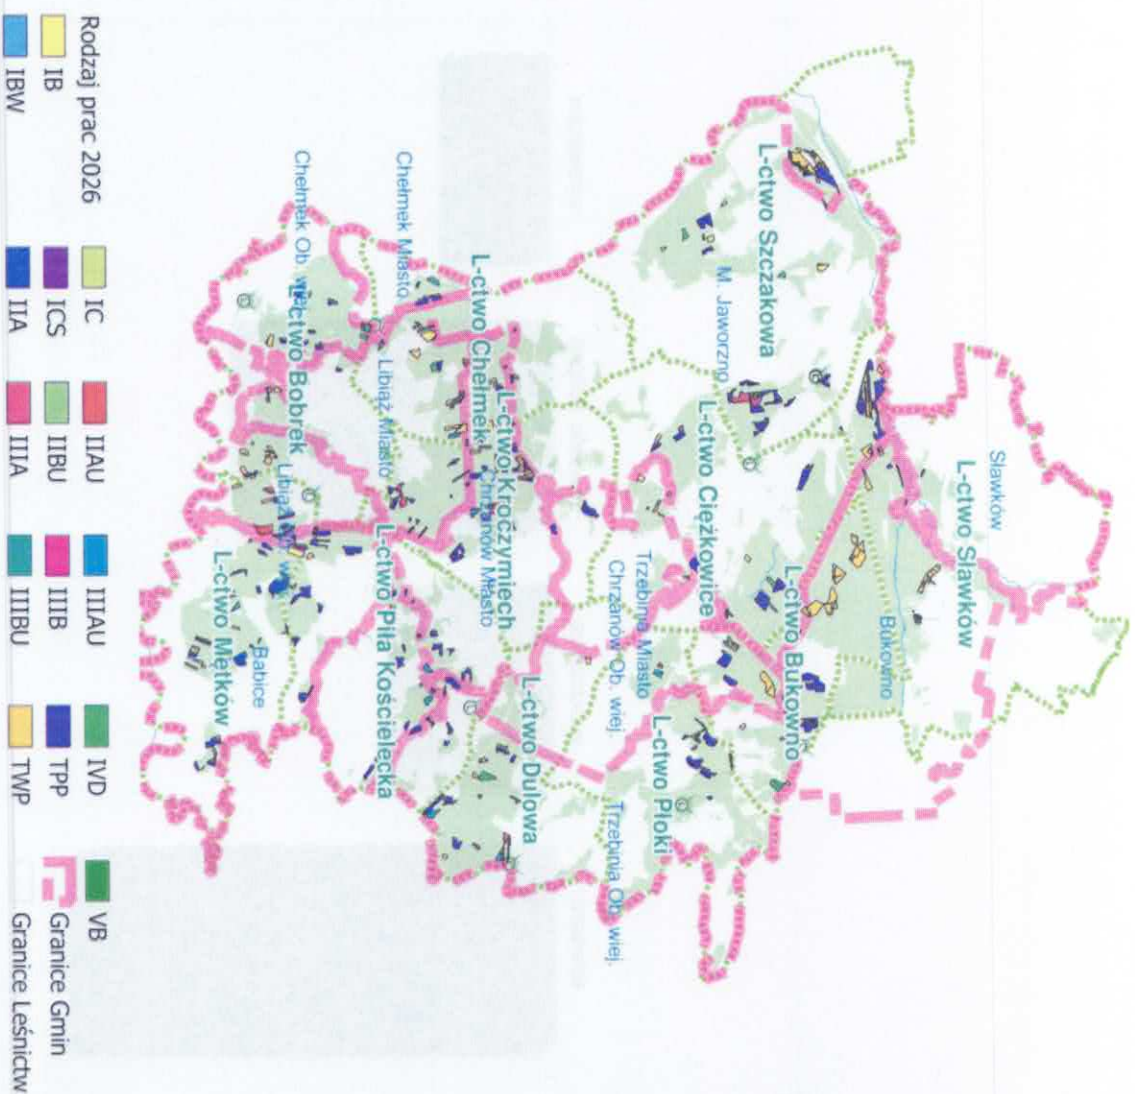 Sławków
L-ctwo Sławków
Bukowno
L-ctwo Bukowno
L-ctwo Szczakowa
M. Jaworzno
L-ctwo Ciężkowice
L-ctwo Płoki
Trzebinia Miasto
Chrzanów Ob. wiej.
Trzebinia Ob. wiej.
L-ctwo Dulowa
L-ctwo Kroczymiech
Chrzanów Miasto
L-ctwo Chełmek
Chełmek Miasto
Libiąż Miasto
L-ctwo Piła Kościelecka
Chełmek Ob. wiej.
L-ctwo Bobrek
Babice
L-ctwo Mętków
Rodzaj prac 2026
IB
IBW
IC
ICS
IIA
IIAU
IIBU
IIIA
IIIAU
IIIB
IIIBU
IVD
TPP
TWP
VB
Granice Gmin
Granice Leśnictw